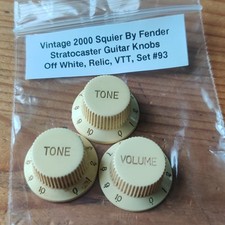 Vintage 2000 Squier By Fender
Stratocaster Guitar Knobs
Off White, Relic, VTT, Set #93
TONE
TONE
VOLUME